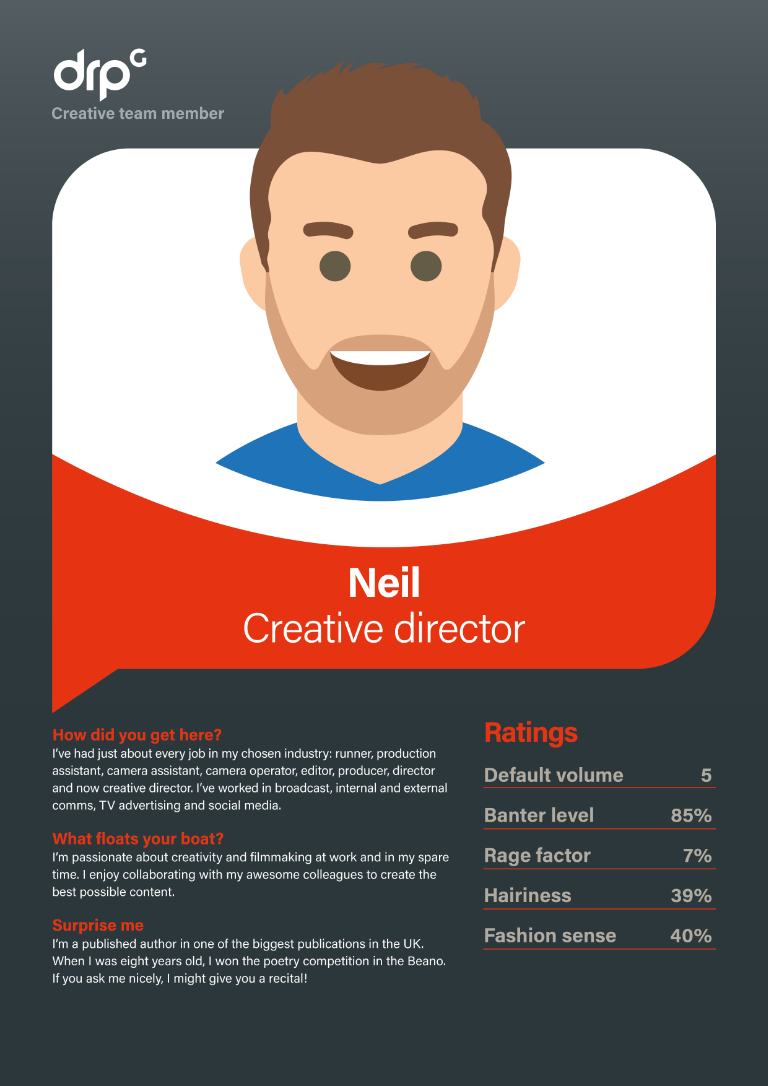 drpG
Creative team member
Neil
Creative director
How did you get here?
I've had just about every job in my chosen industry: runner, production
assistant, camera assistant, camera operator, editor, producer, director
and now creative director. I've worked in broadcast, internal and external
comms, TV advertising and social media.
What floats your boat?
I'm passionate about creativity and filmmaking at work and in my spare
time. I enjoy collaborating with my awesome colleagues to create the
best possible content.
Surprise me
I'm a published author in one of the biggest publications in the UK.
When I was eight years old, I won the poetry competition in the Beano.
If you ask me nicely, I might give you a recital!
Ratings
Default volume 5
Banter level 85%
Rage factor 7%
Hairiness 39%
Fashion sense 40%